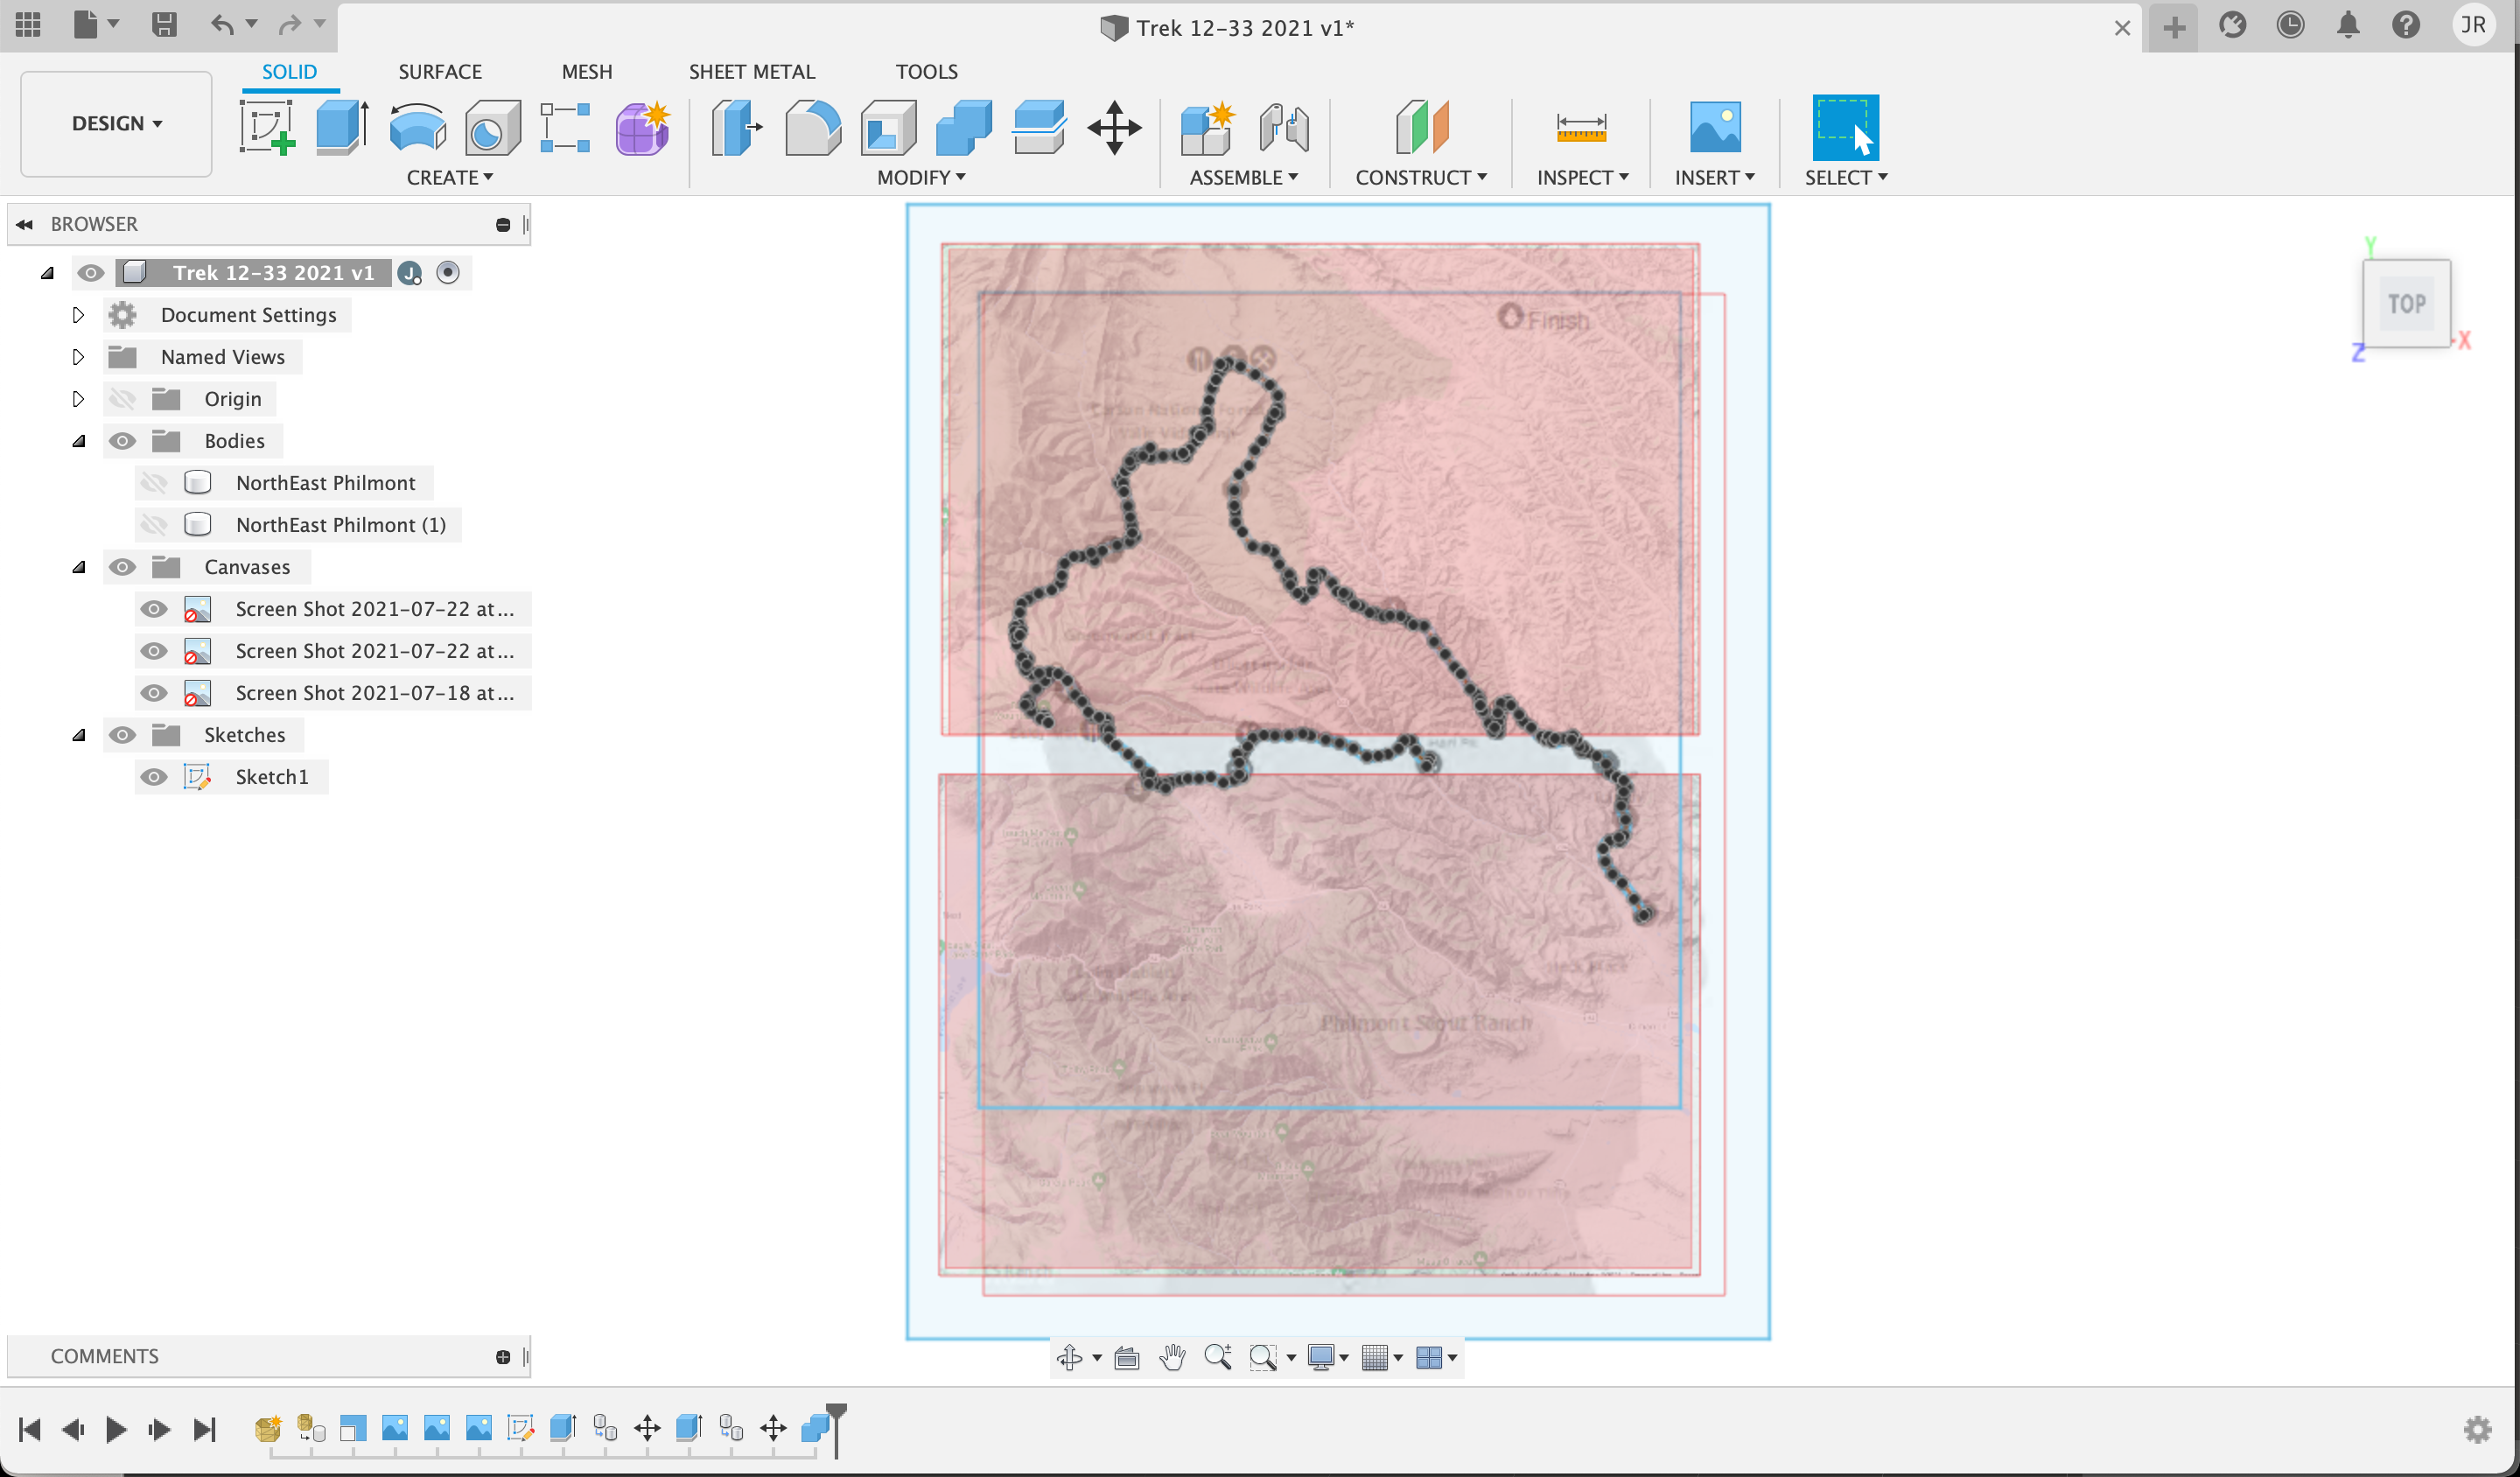 Trek 12-33 2021 v1*
JR
DESIGN
SOLID
SURFACE
MESH
SHEET METAL
TOOLS
CREATE
MODIFY
ASSEMBLE
CONSTRUCT
INSPECT
INSERT
SELECT
BROWSER
Trek 12-33 2021 v1
J
Document Settings
Named Views
Origin
Bodies
NorthEast Philmont
NorthEast Philmont (1)
Canvases
Screen Shot 2021-07-22 at...
Screen Shot 2021-07-22 at...
Screen Shot 2021-07-18 at...
Sketches
Sketch1
Y
TOP
X
Z
Finish
Philmont Scout Ranch
COMMENTS